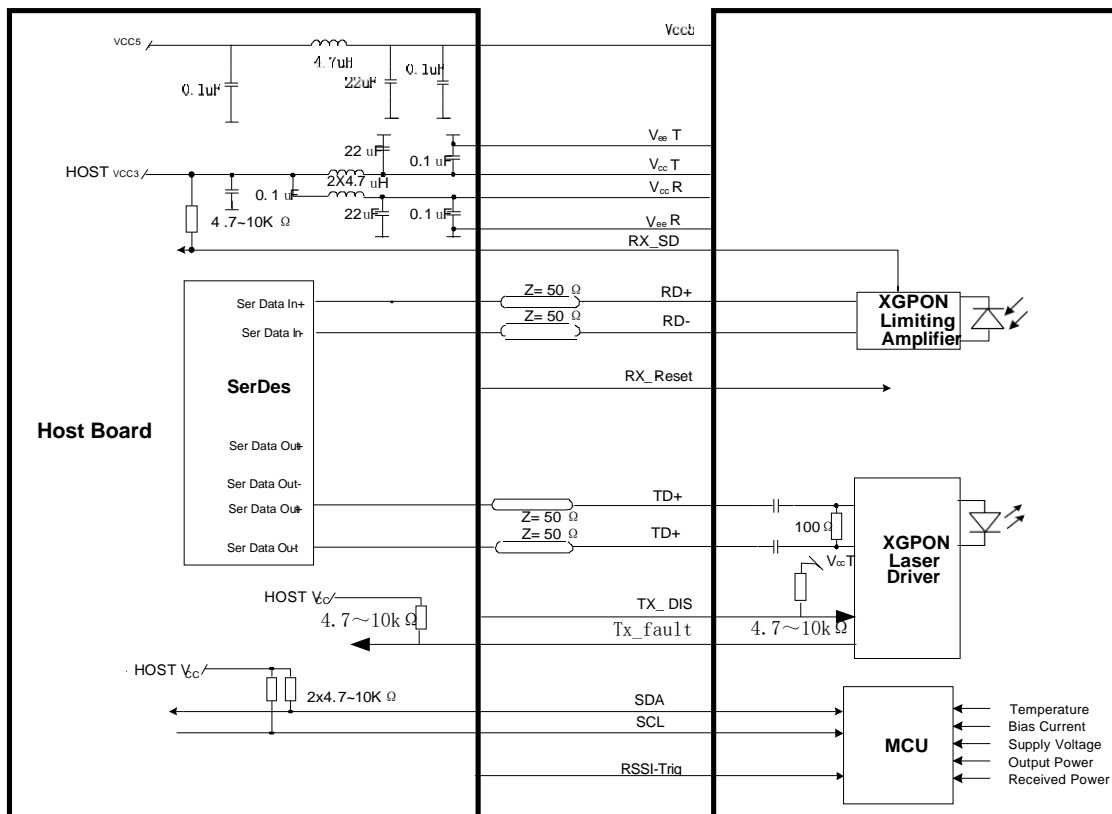 VCC5
4.7uH
0.1uF
22uF
0.1uF
Vccb
HOST VCC3
22 uF
0.1 uF
VeeT
VccT
0.1 uF
2X4.7 uH
VccR
4.7~10K Ω
22uF
0.1 uF
VeeR
RX_SD
Ser Data In+
Z= 50 Ω
RD+
XGPON
Limiting
Amplifier
Ser Data In-
Z= 50 Ω
RD-
SerDes
RX_Reset
Host Board
Ser Data Out+
Ser Data Out-
Ser Data Out+
TD+
Z= 50 Ω
100Ω
Ser Data Out-
Z= 50 Ω
TD+
XGPON
Laser
Driver
VccT
HOST VCC
4.7～10k Ω
TX_DIS
Tx_fault
4.7～10k Ω
HOST VCC
2x4.7~10K Ω
SDA
SCL
RSSI-Trig
MCU
Temperature
Bias Current
Supply Voltage
Output Power
Received Power